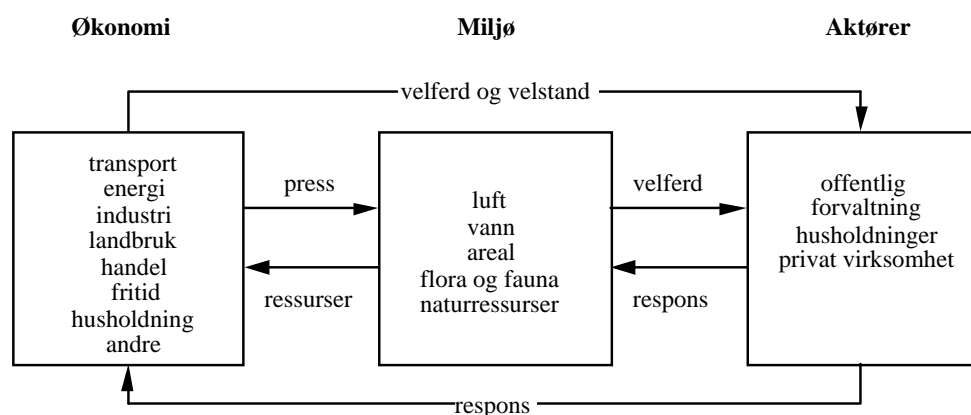 Økonomi
Miljø
Aktører
velferd og velstand
transport
energi
industri
landbruk
handel
fritid
husholdning
andre
press
ressurser
luft
vann
areal
flora og fauna
naturressurser
velferd
respons
offentlig
forvaltning
husholdninger
privat virksomhet
respons